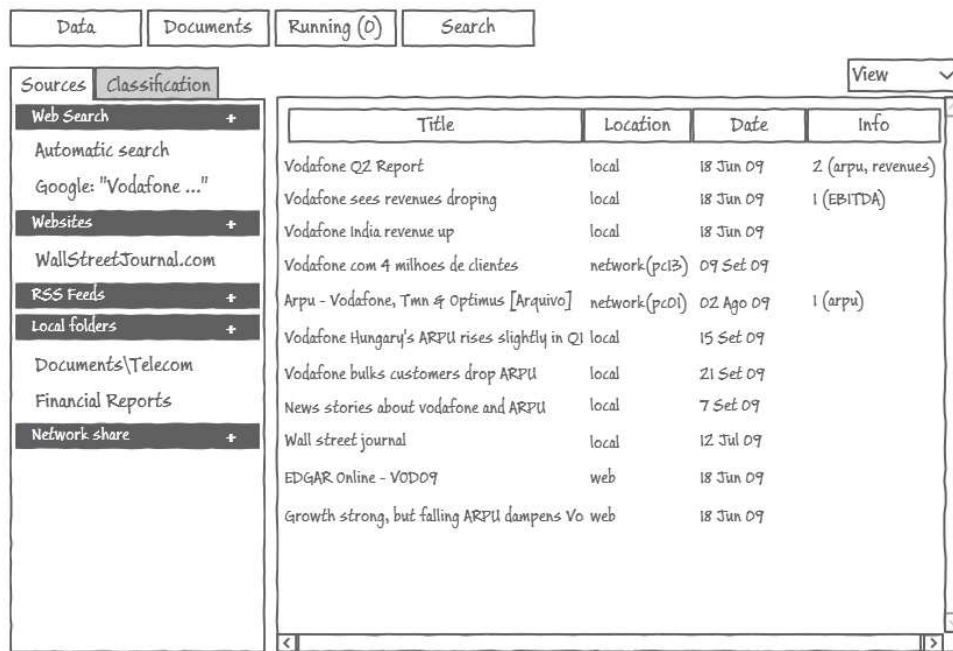 Data Documents Running (0) Search
View
Sources Classification
Web Search +
Automatic search
Google: "Vodafone ..."
Websites +
WallStreetJournal.com
RSS Feeds +
Local folders +
Documents\Telecom
Financial Reports
Network share +
Title Location Date Info
Vodafone Q2 Report local 18 Jun 09 2 (arpu, revenues)
Vodafone sees revenues droping local 18 Jun 09 1 (EBITDA)
Vodafone India revenue up local 18 Jun 09
Vodafone com 4 milhoes de clientes network(pc13) 09 Set 09
Arpu - Vodafone, Tmn & Optimus [Arquivo] network(pc01) 02 Ago 09 1 (arpu)
Vodafone Hungary's ARPU rises slightly in Q1 local 15 Set 09
Vodafone bulks customers drop ARPU local 21 Set 09
News stories about vodafone and ARPU local 7 Set 09
Wall street journal local 12 Jul 09
EDGAR Online - VOD09 web 18 Jun 09
Growth strong, but falling ARPU dampens Vo web 18 Jun 09